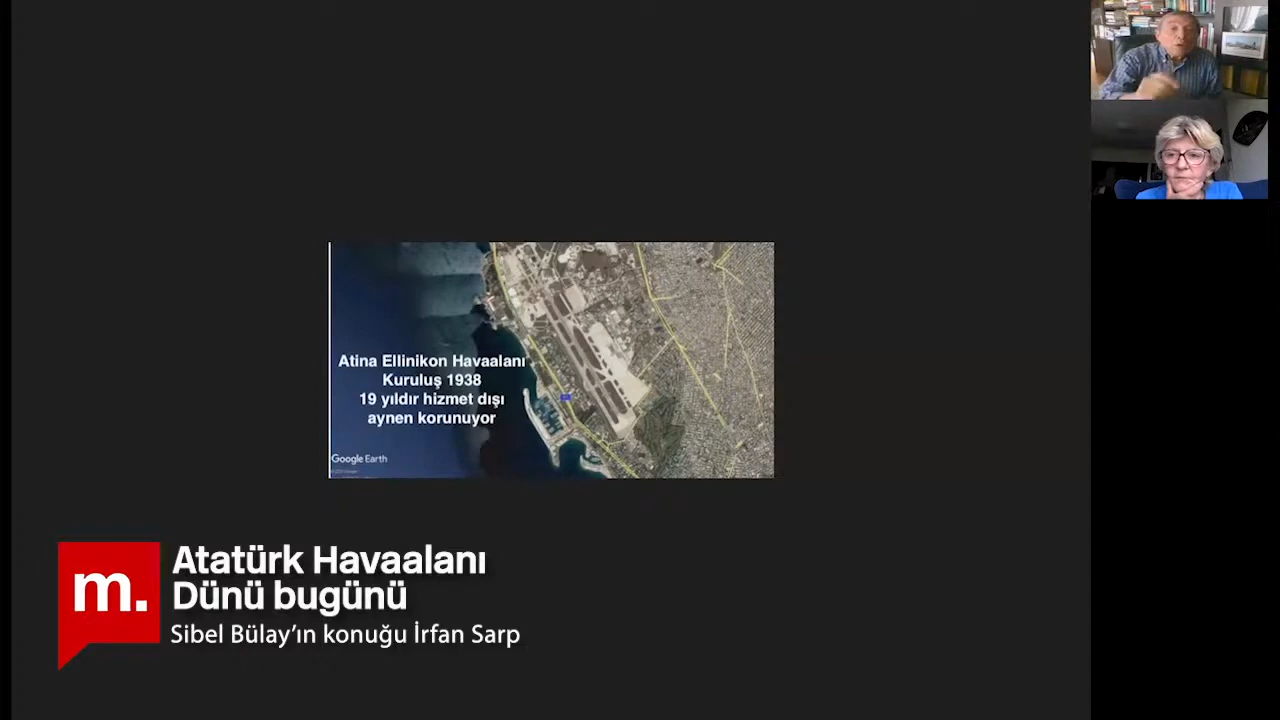 Atina Ellinikon Havaalanı
Kuruluş 1938
19 yıldır hizmet dışı
aynen korunuyor
Google Earth
m.
Atatürk Havaalanı
Dünü bugünü
Sibel Bülay’ın konuğu İrfan Sarp